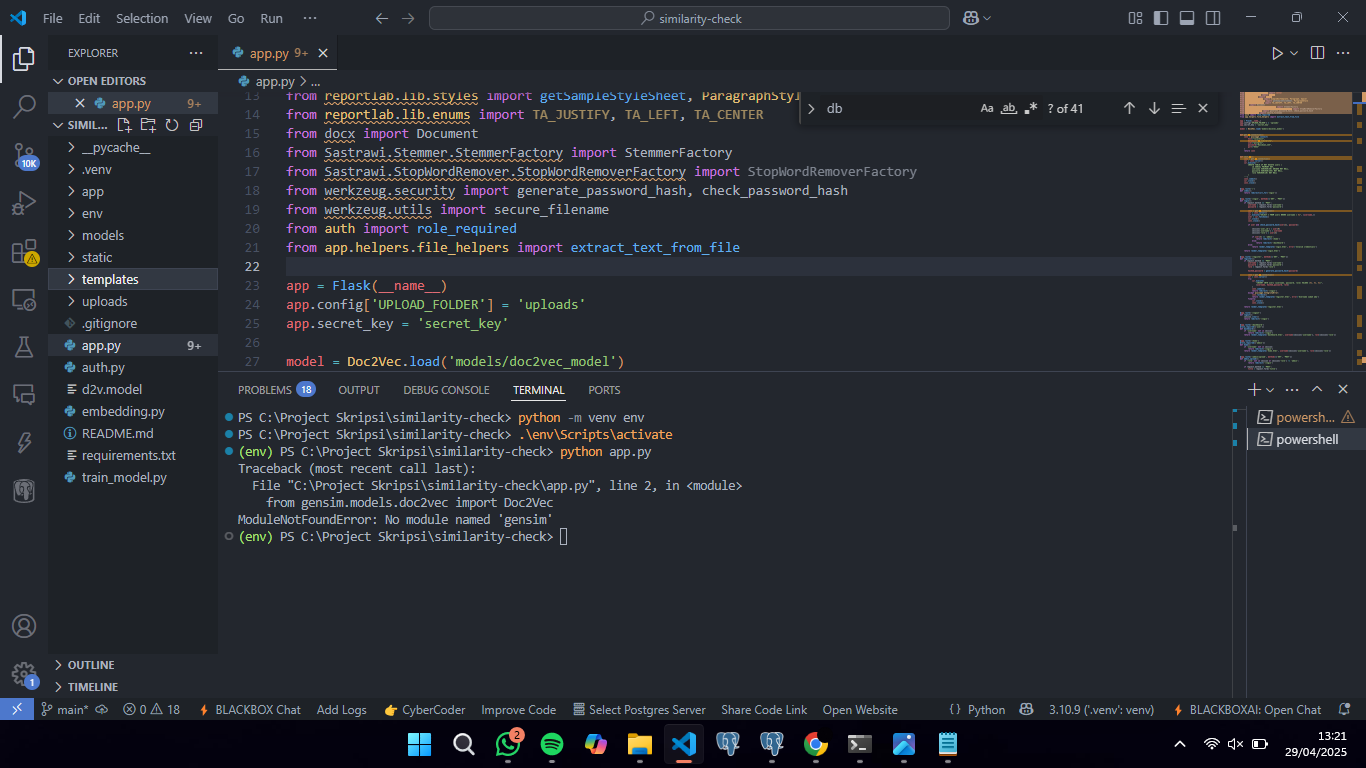 File Edit Selection View Go Run ···
similarity-check
EXPLORER
OPEN EDITORS
app.py 9+
SIMIL...
__pycache__
.venv
app
env
models
static
templates
uploads
.gitignore
app.py 9+
auth.py
d2v.model
embedding.py
README.md
requirements.txt
train_model.py
OUTLINE
TIMELINE
10K
1
app.py 9+
app.py > ...
db
Aa ab .* ? of 41
13 from reportlab.lib.styles import getSampleStyleSheet, ParagraphStyl
14 from reportlab.lib.enums import TA_JUSTIFY, TA_LEFT, TA_CENTER
15 from docx import Document
16 from Sastrawi.Stemmer.StemmerFactory import StemmerFactory
17 from Sastrawi.StopWordRemover.StopWordRemoverFactory import StopWordRemoverFactory
18 from werkzeug.security import generate_password_hash, check_password_hash
19 from werkzeug.utils import secure_filename
20 from auth import role_required
21 from app.helpers.file_helpers import extract_text_from_file
22
23 app = Flask(__name__)
24 app.config['UPLOAD_FOLDER'] = 'uploads'
25 app.secret_key = 'secret_key'
26
27 model = Doc2Vec.load('models/doc2vec_model')
PROBLEMS 18 OUTPUT DEBUG CONSOLE TERMINAL PORTS
PS C:\Project Skripsi\similarity-check> python -m venv env
PS C:\Project Skripsi\similarity-check> .\env\Scripts\activate
(env) PS C:\Project Skripsi\similarity-check> python app.py
Traceback (most recent call last):
  File "C:\Project Skripsi\similarity-check\app.py", line 2, in <module>
    from gensim.models.doc2vec import Doc2Vec
ModuleNotFoundError: No module named 'gensim'
(env) PS C:\Project Skripsi\similarity-check>
powersh...
powershell
main* 0 18 BLACKBOX Chat Add Logs CyberCoder Improve Code Select Postgres Server Share Code Link Open Website {} Python 3.10.9 ('.venv': venv) BLACKBOXAI: Open Chat
2
13:21
29/04/2025